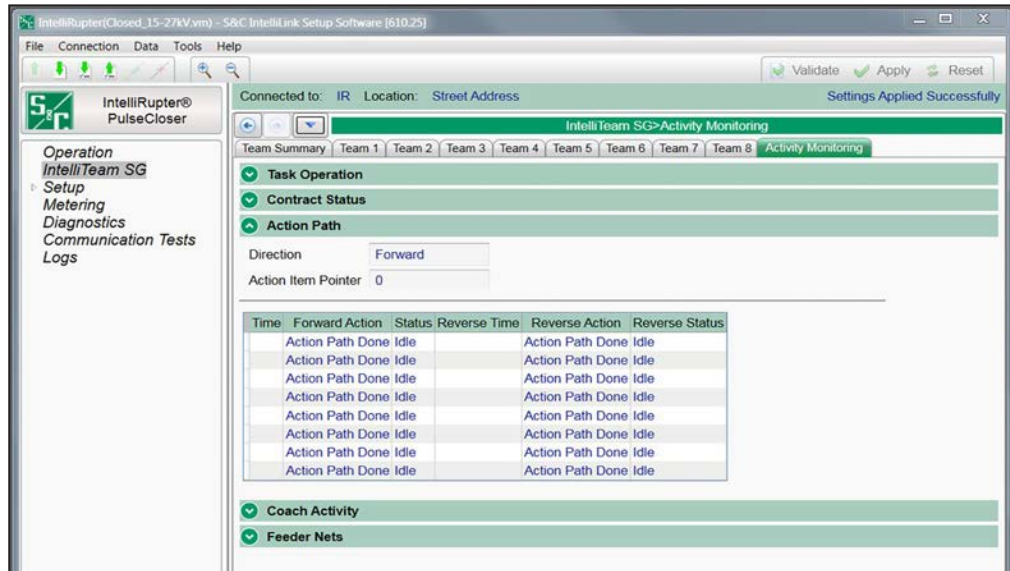 IntelliRupter(Closed_15-27kV.vm) - S&C IntelliLink Setup Software [610.25]
File Connection Data Tools Help
Validate Apply Reset
S&C IntelliRupter®
PulseCloser
Connected to: IR Location: Street Address Settings Applied Successfully
IntelliTeam SG>Activity Monitoring
Team Summary Team 1 Team 2 Team 3 Team 4 Team 5 Team 6 Team 7 Team 8 Activity Monitoring
Operation
IntelliTeam SG
Setup
Metering
Diagnostics
Communication Tests
Logs
Task Operation
Contract Status
Action Path
Direction Forward
Action Item Pointer 0
Time Forward Action Status Reverse Time Reverse Action Reverse Status
Action Path Done Idle Action Path Done Idle
Action Path Done Idle Action Path Done Idle
Action Path Done Idle Action Path Done Idle
Action Path Done Idle Action Path Done Idle
Action Path Done Idle Action Path Done Idle
Action Path Done Idle Action Path Done Idle
Action Path Done Idle Action Path Done Idle
Action Path Done Idle Action Path Done Idle
Coach Activity
Feeder Nets